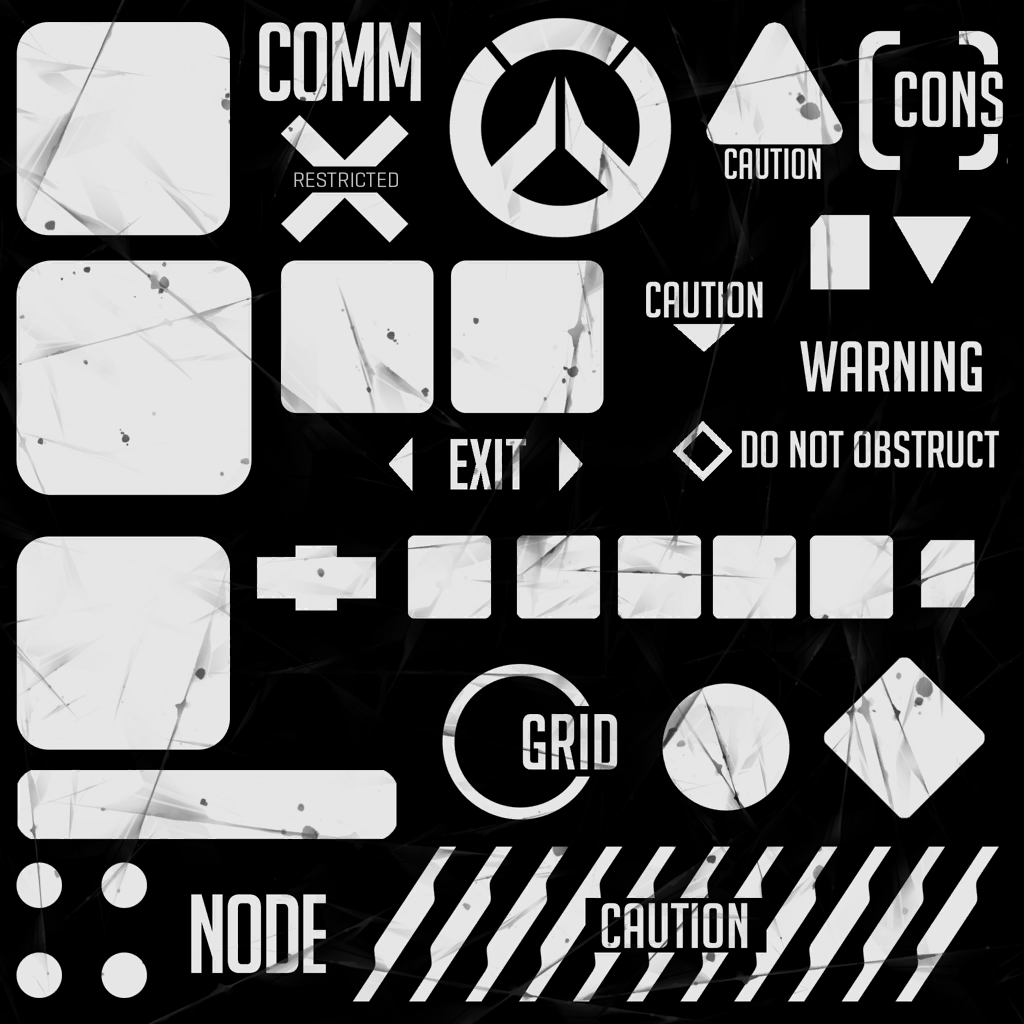 COMM
RESTRICTED
CAUTION
CONS
CAUTION
WARNING
EXIT
DO NOT OBSTRUCT
GRID
NODE
CAUTION